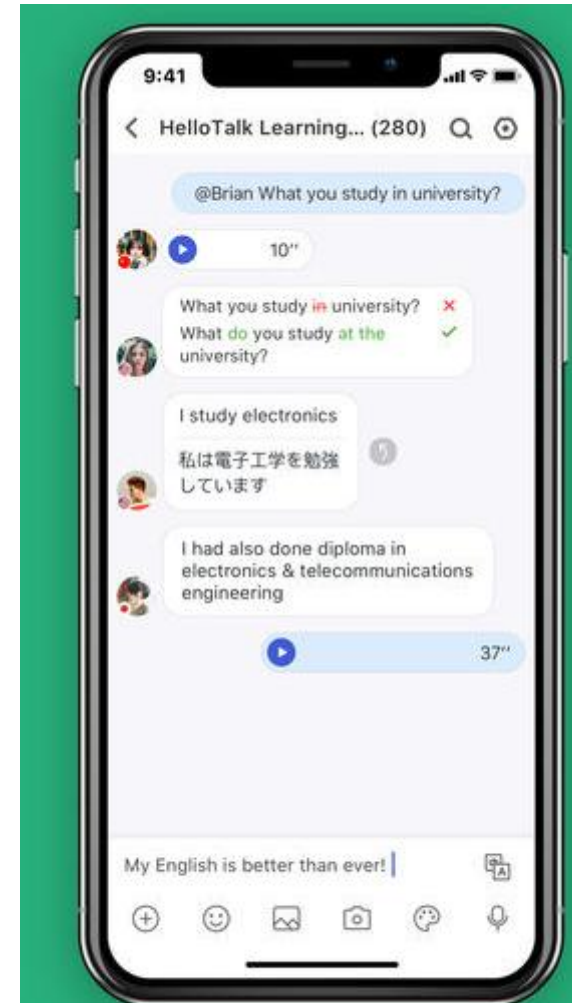 9:41
HelloTalk Learning... (280)
@Brian What you study in university?
10''
What you study in university?
What do you study at the
university?
I study electronics
私は電子工学を勉強
しています
I had also done diploma in
electronics & telecommunications
engineering
37''
My English is better than ever!